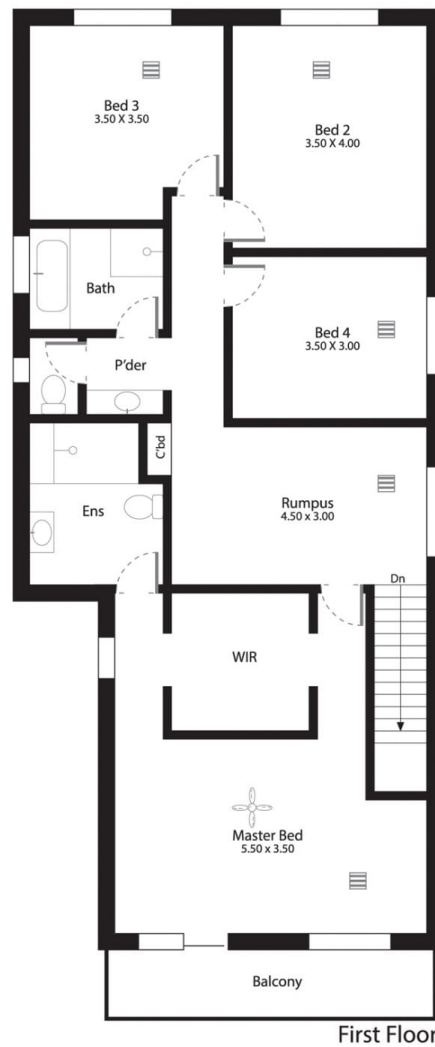 Bed 3
3.50 X 3.50
Bed 2
3.50 X 4.00
Bath
Bed 4
3.50 X 3.00
P'der
C'bd
Ens
Rumpus
4.50 x 3.00
Dn
WIR
Master Bed
5.50 x 3.50
Balcony
First Floor